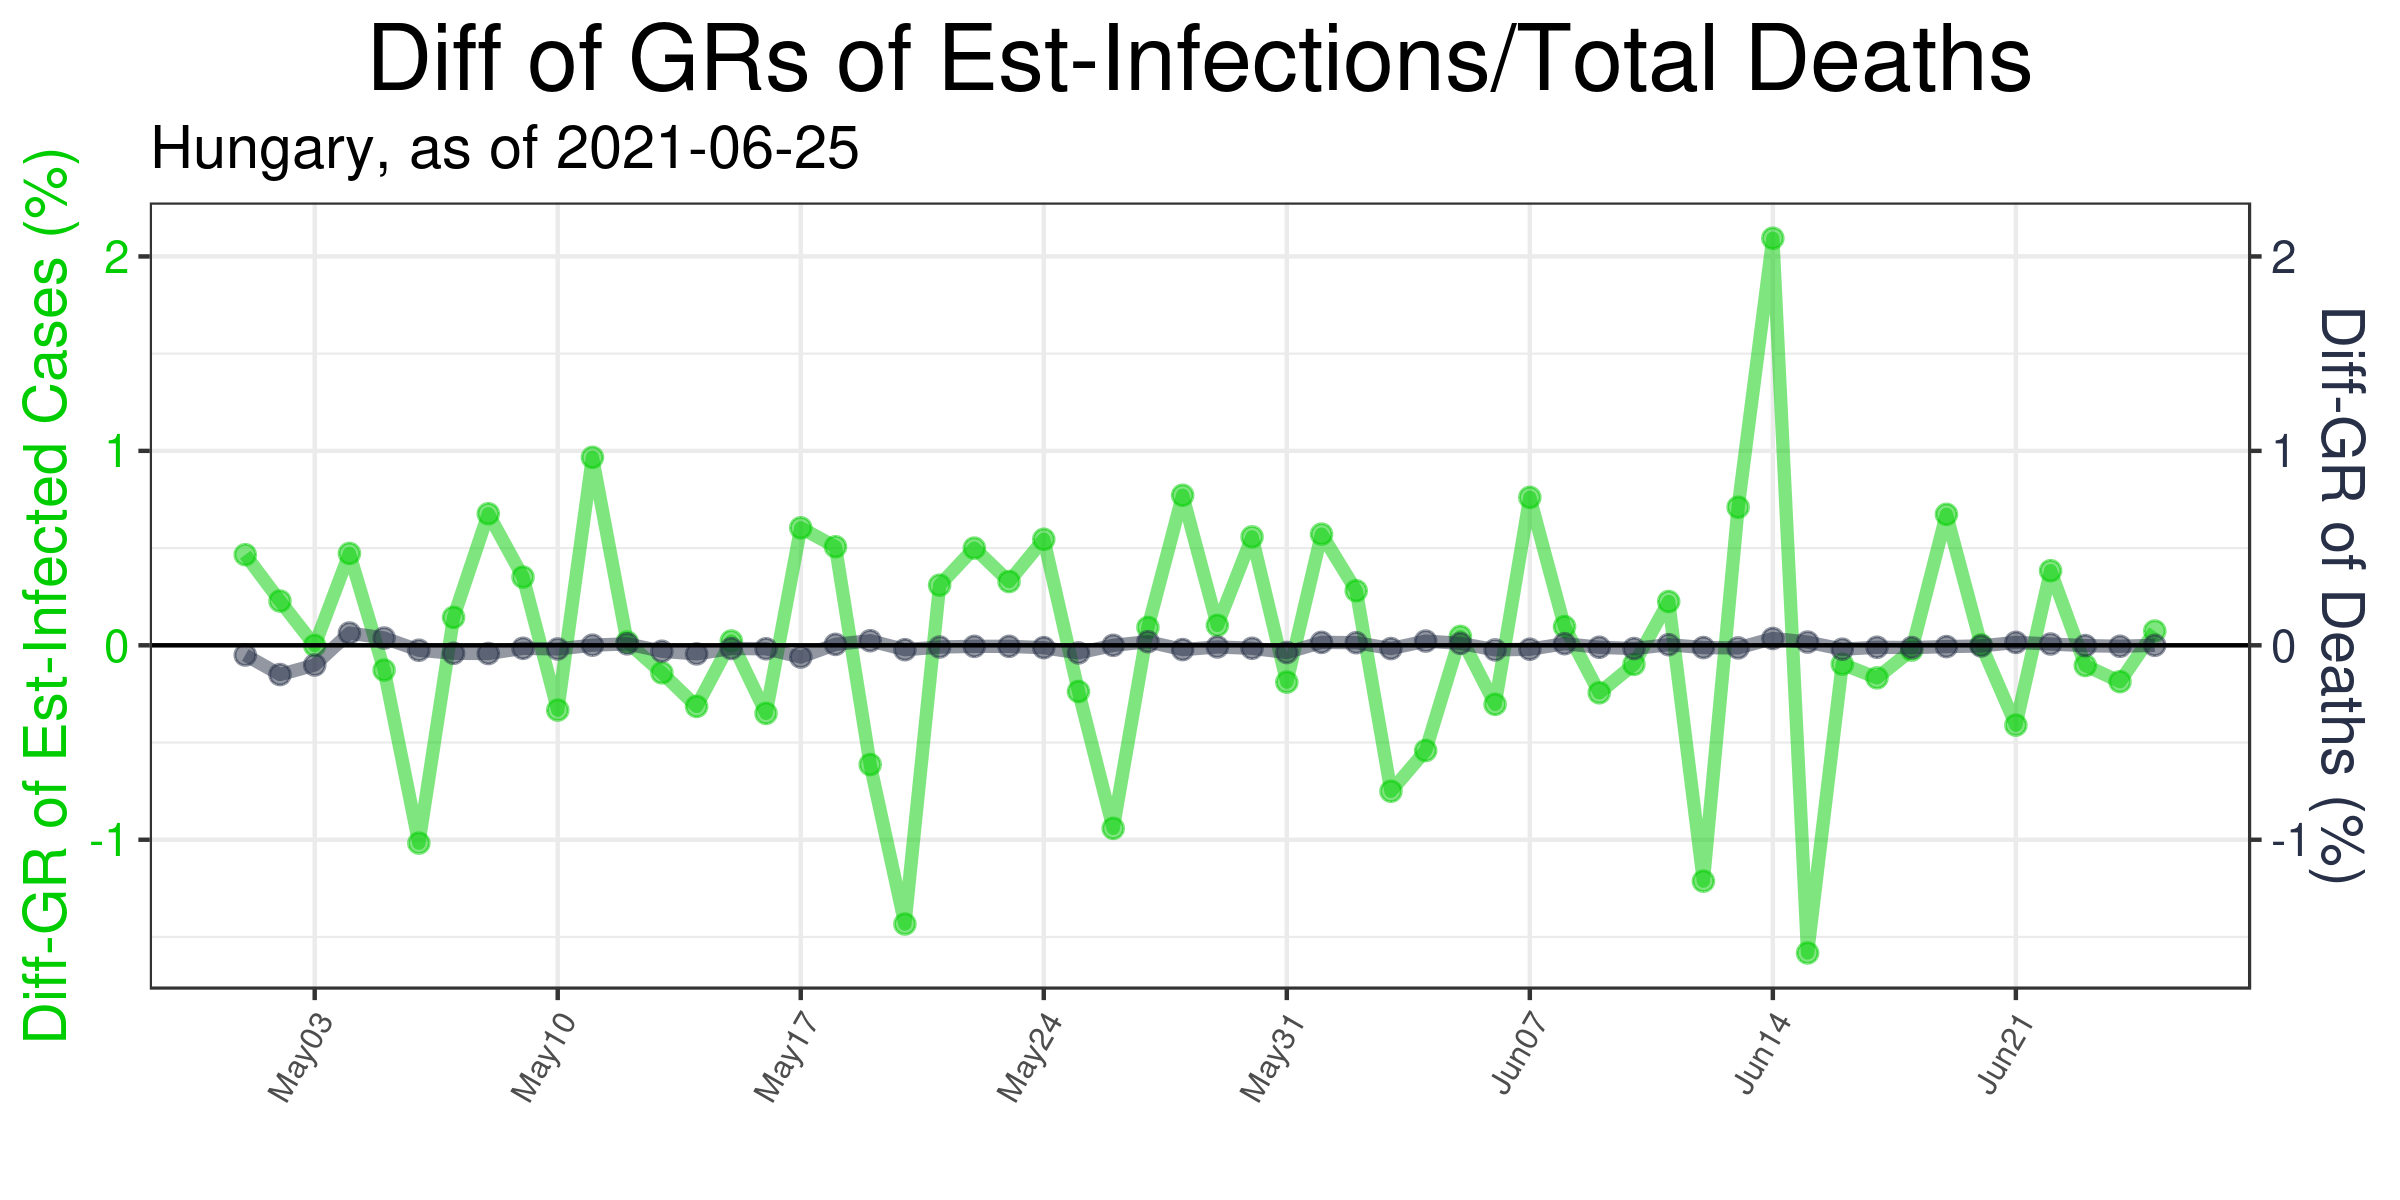 Diff of GRs of Est-Infections/Total Deaths
Hungary, as of 2021-06-25
Diff-GR of Est-Infected Cases (%)
2
1
0
-1
2
1
0
-1
Diff-GR of Deaths (%)
May03
May10
May17
May24
May31
Jun07
Jun14
Jun21